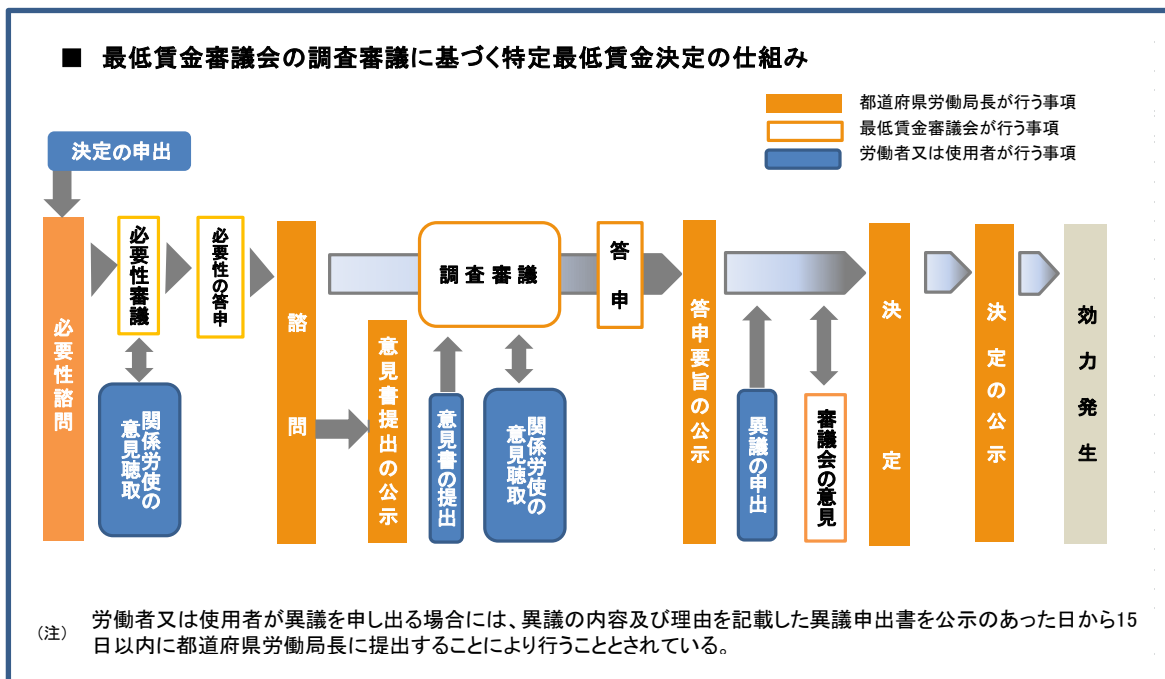 ■ 最低賃金審議会の調査審議に基づく特定最低賃金決定の仕組み
都道府県労働局長が行う事項
最低賃金審議会が行う事項
労働者又は使用者が行う事項
決定の申出
必要性諮問
必要性審議
関係労使の
意見聴取
必要性の答申
諮問
意見書提出の公示
調査審議
意見書の提出
関係労使の
意見聴取
答申
答申要旨の公示
異議の申出
審議会の意見
決定
決定の公示
効力発生
(注) 労働者又は使用者が異議を申し出る場合には、異議の内容及び理由を記載した異議申出書を公示のあった日から15
日以内に都道府県労働局長に提出することにより行うこととされている。